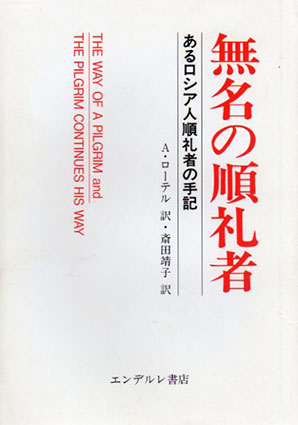 無名の順礼者
あるロシア人順礼者の手記
A・ローテル 訳・斎田靖子 訳
THE WAY OF A PILGRIM and
THE PILGRIM CONTINUES HIS WAY
エンデルレ書店